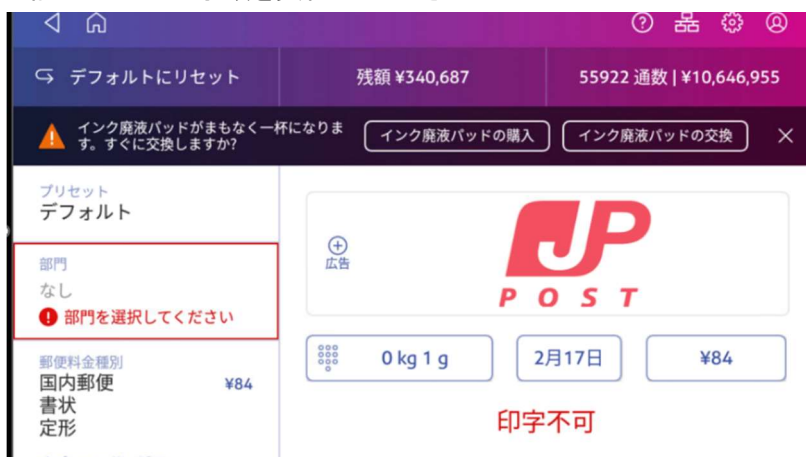 デフォルトにリセット
残額 ¥340,687
55922 通数 | ¥10,646,955
インク廃液パッドがまもなく一杯になりま
す。すぐに交換しますか?
インク廃液パッドの購入
インク廃液パッドの交換
プリセット
デフォルト
部門
なし
部門を選択してください
郵便料金種別
国内郵便 ¥84
書状
定形
広告
JP
POST
0 kg 1 g
2月17日
¥84
印字不可